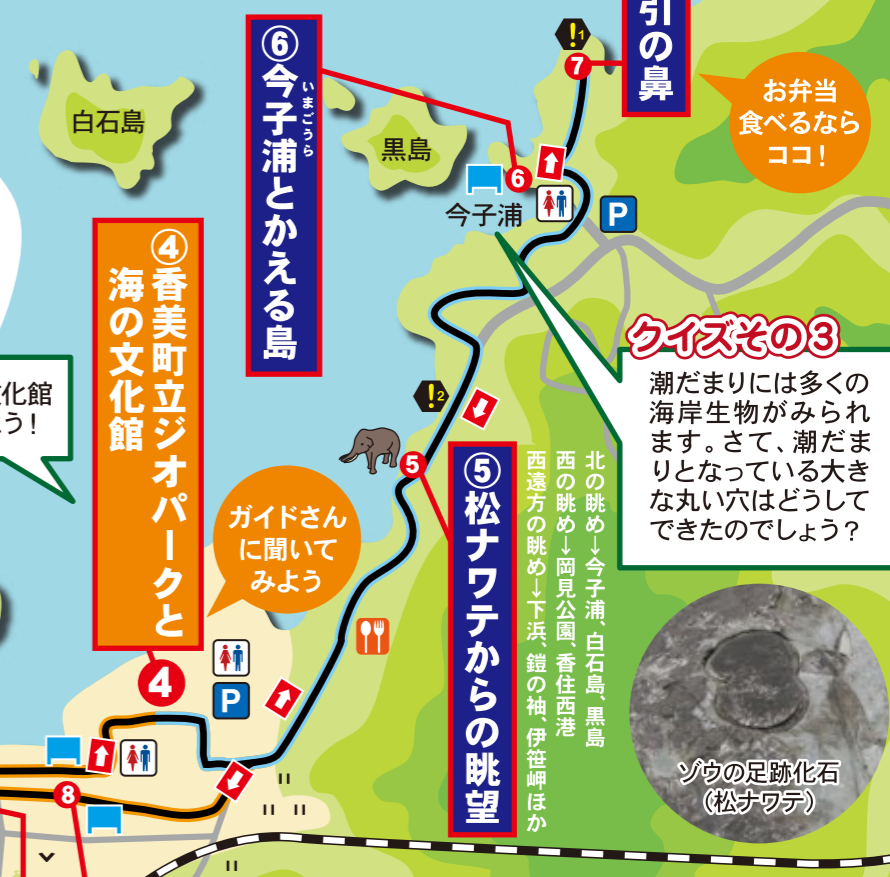 引の鼻
お弁当
食べるなら
ココ！
!1
7
⑥今子浦とかえる島
いまごうら
白石島
黒島
6
今子浦
P
クイズその3
潮だまりには多くの
海岸生物がみられ
ます。さて、潮だま
りとなっている大き
な丸い穴はどうして
できたのでしょう？
④香美町立ジオパークと
海の文化館
化館
う！
!2
5
⑤松ナワテからの眺望
北の眺め→今子浦、白石島、黒島
西の眺め→岡見公園、香住西港
西遠方の眺め→下浜、鎧の袖、伊笹岬ほか
ガイドさん
に聞いて
みよう
4
P
8
ゾウの足跡化石
（松ナワテ）